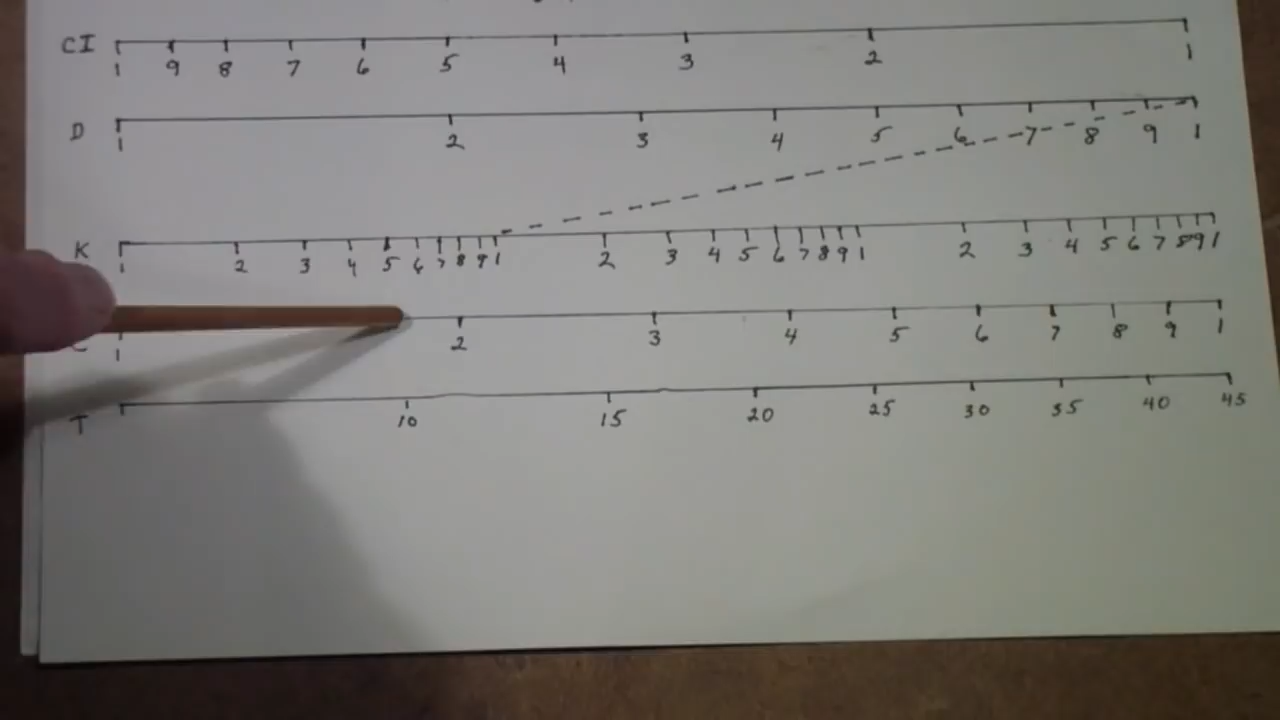 CI
1 9 8 7 6 5 4 3 2 1
D
1 2 3 4 5 6 7 8 9 1
K
1 2 3 4 5 6 7 8 9 1 2 3 4 5 6 7 8 9 1 2 3 4 5 6 7 8 9 1
1 2 3 4 5 6 7 8 9 1
T
10 15 20 25 30 35 40 45